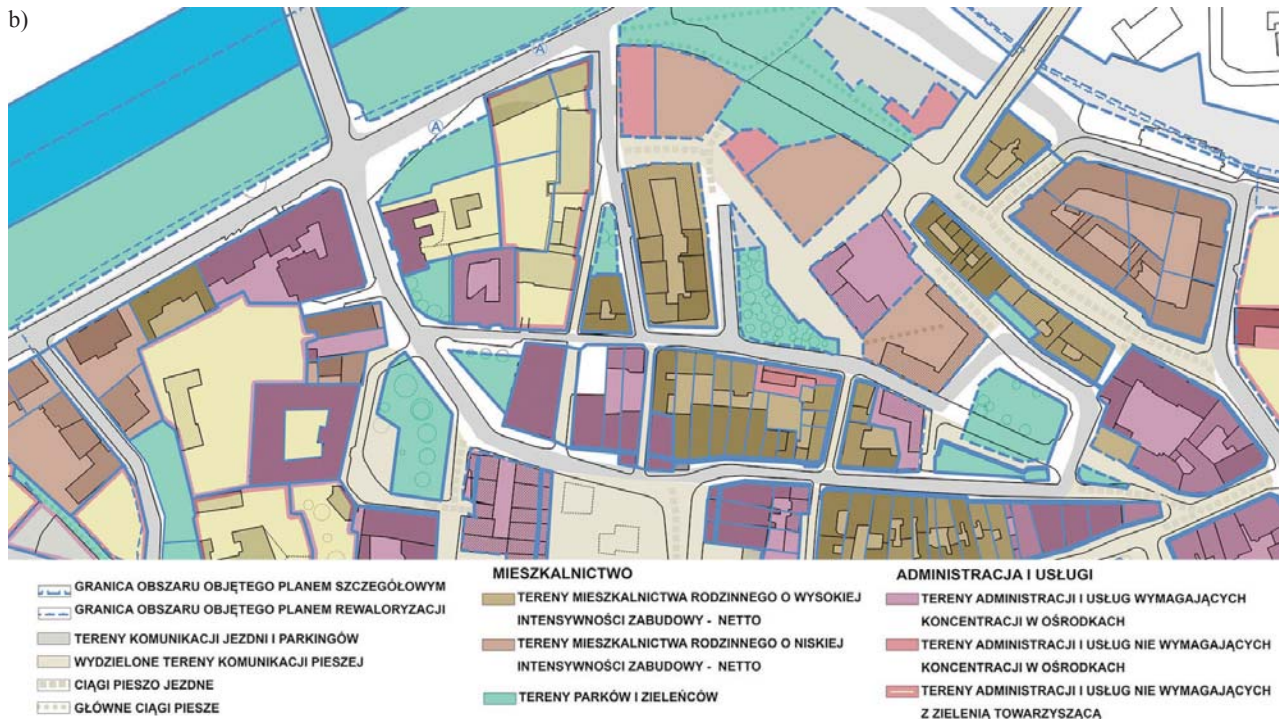 b)
A
A
GRANICA OBSZARU OBJĘTEGO PLANEM SZCZEGÓŁOWYM
GRANICA OBSZARU OBJĘTEGO PLANEM REWALORYZACJI
TERENY KOMUNIKACJI JEZDNI I PARKINGÓW
WYDZIELONE TERENY KOMUNIKACJI PIESZEJ
CIĄGI PIESZO JEZDNE
GŁÓWNE CIĄGI PIESZE
MIESZKALNICTWO
TERENY MIESZKALNICTWA RODZINNEGO O WYSOKIEJ
INTENSYWNOŚCI ZABUDOWY - NETTO
TERENY MIESZKALNICTWA RODZINNEGO O NISKIEJ
INTENSYWNOŚCI ZABUDOWY - NETTO
TERENY PARKÓW I ZIELEŃCÓW
ADMINISTRACJA I USŁUGI
TERENY ADMINISTRACJI I USŁUG WYMAGAJĄCYCH
KONCENTRACJI W OŚRODKACH
TERENY ADMINISTRACJI I USŁUG NIE WYMAGAJĄCYCH
KONCENTRACJI W OŚRODKACH
TERENY ADMINISTRACJI I USŁUG NIE WYMAGAJĄCYCH
Z ZIELENIĄ TOWARZYSZĄCĄ